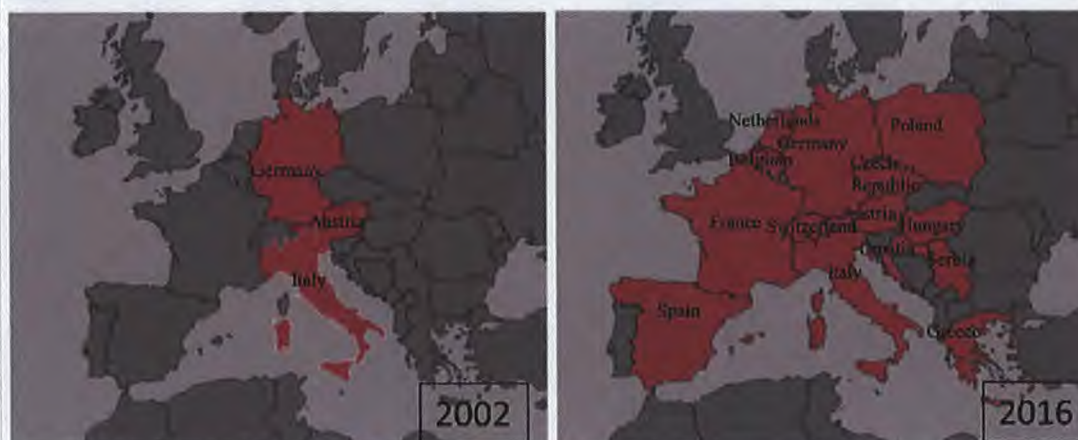 Germany
Austria
Italy
2002
Netherlands
Germany
Poland
Belgium
Czech
Republic
France
Switzerland
Austria
Hungary
Croatia
Serbia
Italy
Spain
Greece
2016